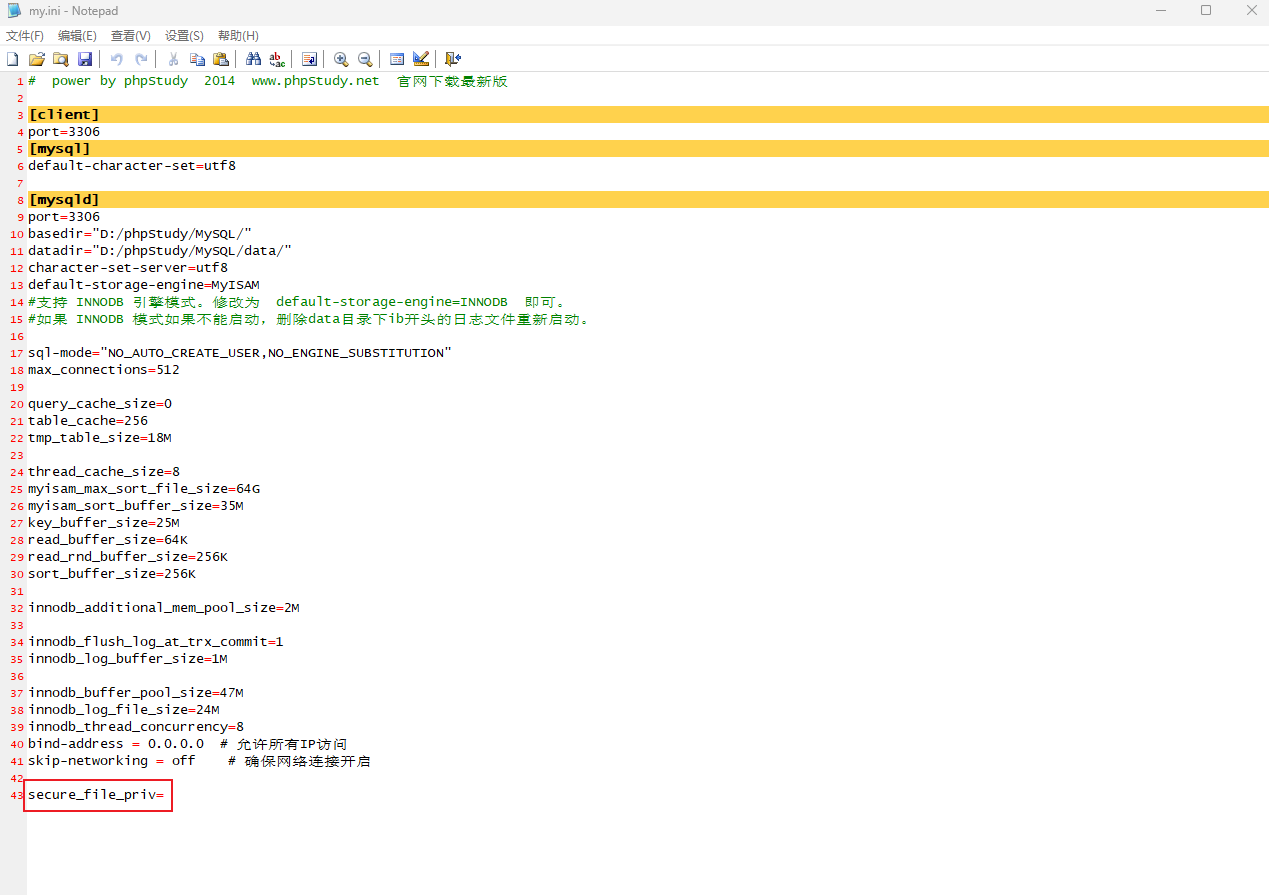 my.ini - Notepad
文件(F) 编辑(E) 查看(V) 设置(S) 帮助(H)
1 #  power by phpStudy  2014  www.phpStudy.net  官网下载最新版
2
3 [client]
4 port=3306
5 [mysql]
6 default-character-set=utf8
7
8 [mysqld]
9 port=3306
10 basedir="D:/phpStudy/MySQL/"
11 datadir="D:/phpStudy/MySQL/data/"
12 character-set-server=utf8
13 default-storage-engine=MyISAM
14 #支持 INNODB 引擎模式。修改为  default-storage-engine=INNODB  即可。
15 #如果 INNODB 模式如果不能启动，删除data目录下ib开头的日志文件重新启动。
16
17 sql-mode="NO_AUTO_CREATE_USER,NO_ENGINE_SUBSTITUTION"
18 max_connections=512
19
20 query_cache_size=0
21 table_cache=256
22 tmp_table_size=18M
23
24 thread_cache_size=8
25 myisam_max_sort_file_size=64G
26 myisam_sort_buffer_size=35M
27 key_buffer_size=25M
28 read_buffer_size=64K
29 read_rnd_buffer_size=256K
30 sort_buffer_size=256K
31
32 innodb_additional_mem_pool_size=2M
33
34 innodb_flush_log_at_trx_commit=1
35 innodb_log_buffer_size=1M
36
37 innodb_buffer_pool_size=47M
38 innodb_log_file_size=24M
39 innodb_thread_concurrency=8
40 bind-address = 0.0.0.0  # 允许所有IP访问
41 skip-networking = off    # 确保网络连接开启
42
43 secure_file_priv=